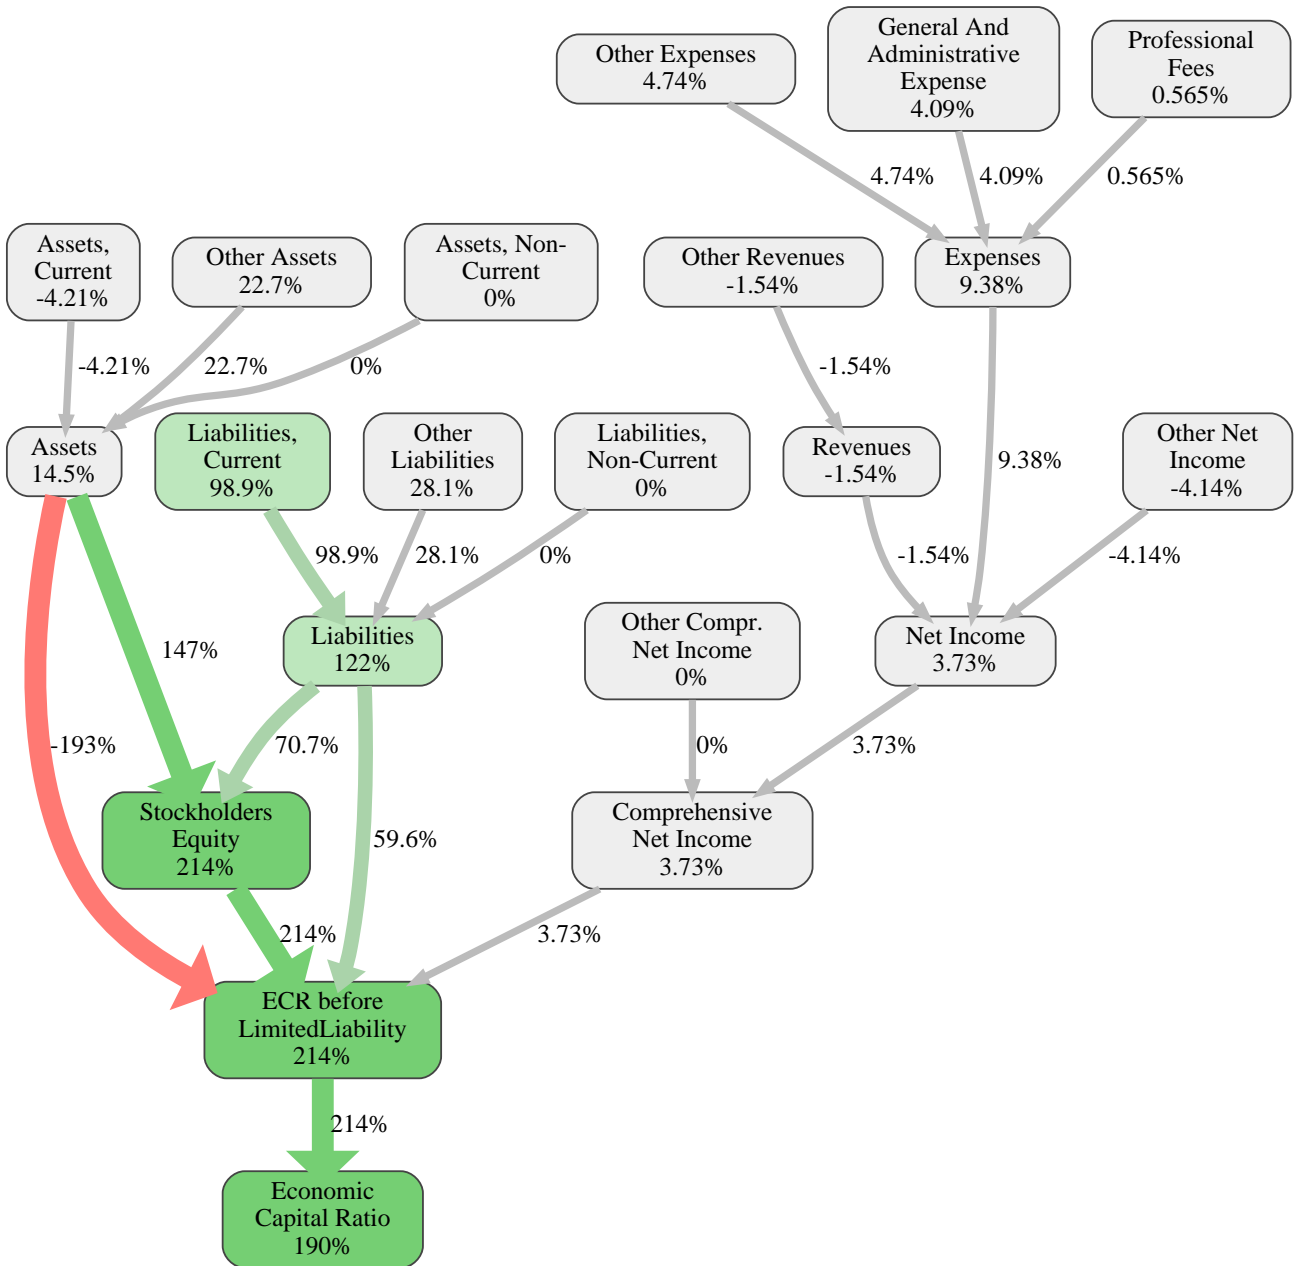 Other Expenses
4.74%
General And
Administrative
Expense
4.09%
Professional
Fees
0.565%
4.74%
4.09%
0.565%
Assets,
Current
-4.21%
Other Assets
22.7%
Assets, Non-
Current
0%
Other Revenues
-1.54%
Expenses
9.38%
-4.21%
22.7%
0%
-1.54%
Assets
14.5%
Liabilities,
Current
98.9%
Other
Liabilities
28.1%
Liabilities,
Non-Current
0%
Revenues
-1.54%
9.38%
Other Net
Income
-4.14%
98.9%
28.1%
0%
-1.54%
-4.14%
147%
Liabilities
122%
Other Compr.
Net Income
0%
Net Income
3.73%
-193%
70.7%
0%
3.73%
Stockholders
Equity
214%
59.6%
Comprehensive
Net Income
3.73%
214%
3.73%
ECR before
LimitedLiability
214%
214%
Economic
Capital Ratio
190%